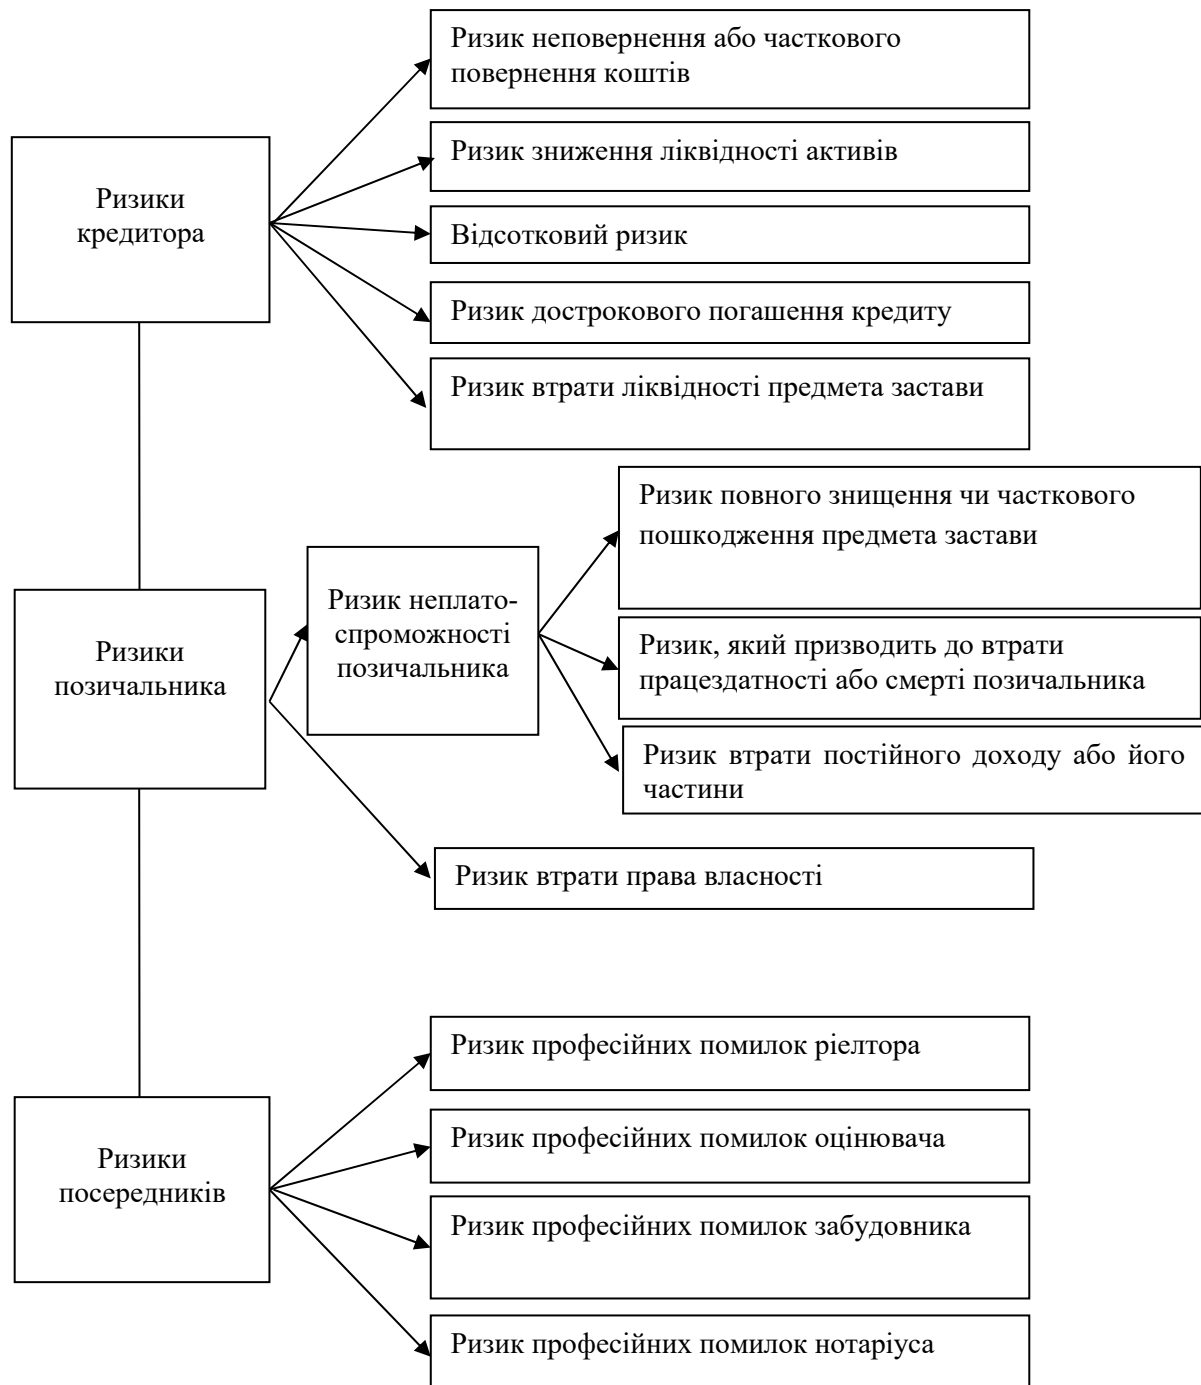 Ризик неповернення або часткового
повернення коштів
Ризики
кредитора
Ризик зниження ліквідності активів
Відсотковий ризик
Ризик дострокового погашення кредиту
Ризик втрати ліквідності предмета застави
Ризики
позичальника
Ризик неплато-
спроможності
позичальника
Ризик повного знищення чи часткового
пошкодження предмета застави
Ризик, який призводить до втрати
працездатності або смерті позичальника
Ризик втрати постійного доходу або його
частини
Ризик втрати права власності
Ризики
посередників
Ризик професійних помилок ріелтора
Ризик професійних помилок оцінювача
Ризик професійних помилок забудовника
Ризик професійних помилок нотаріуса